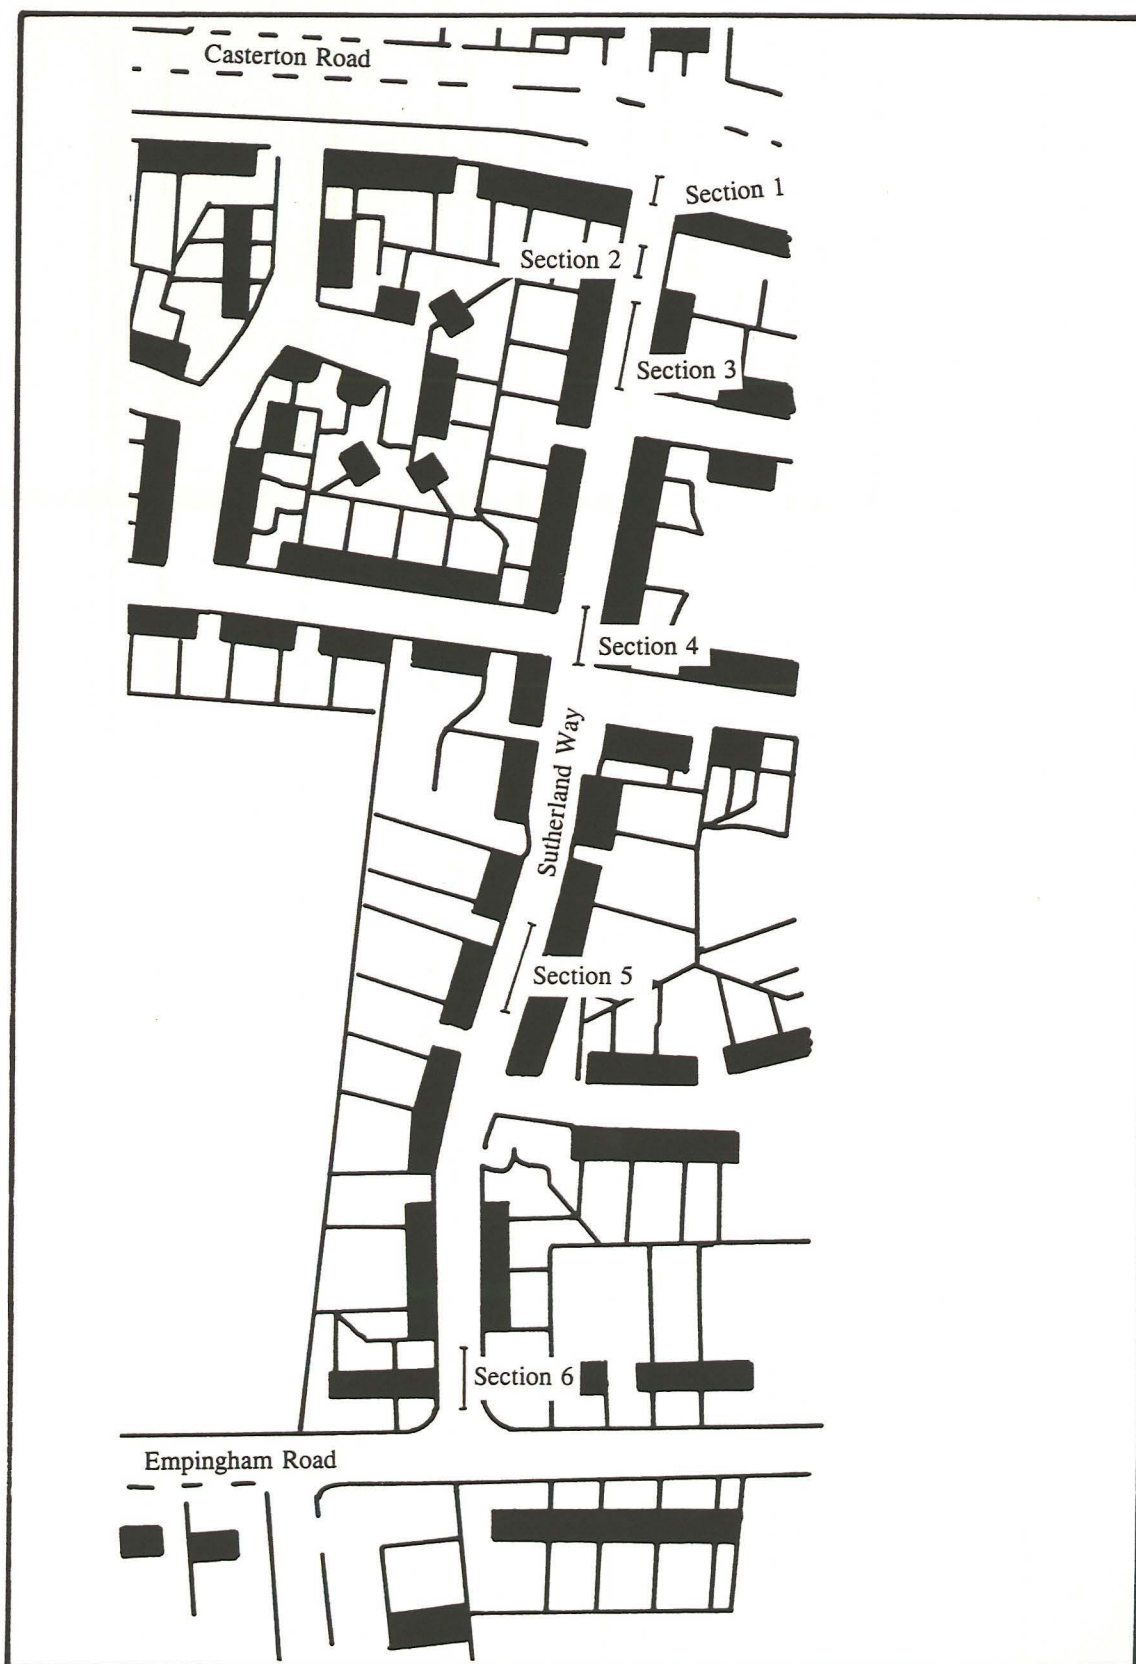 Casterton Road
Section 1
Section 2
Section 3
Section 4
Sutherland Way
Section 5
Section 6
Empingham Road